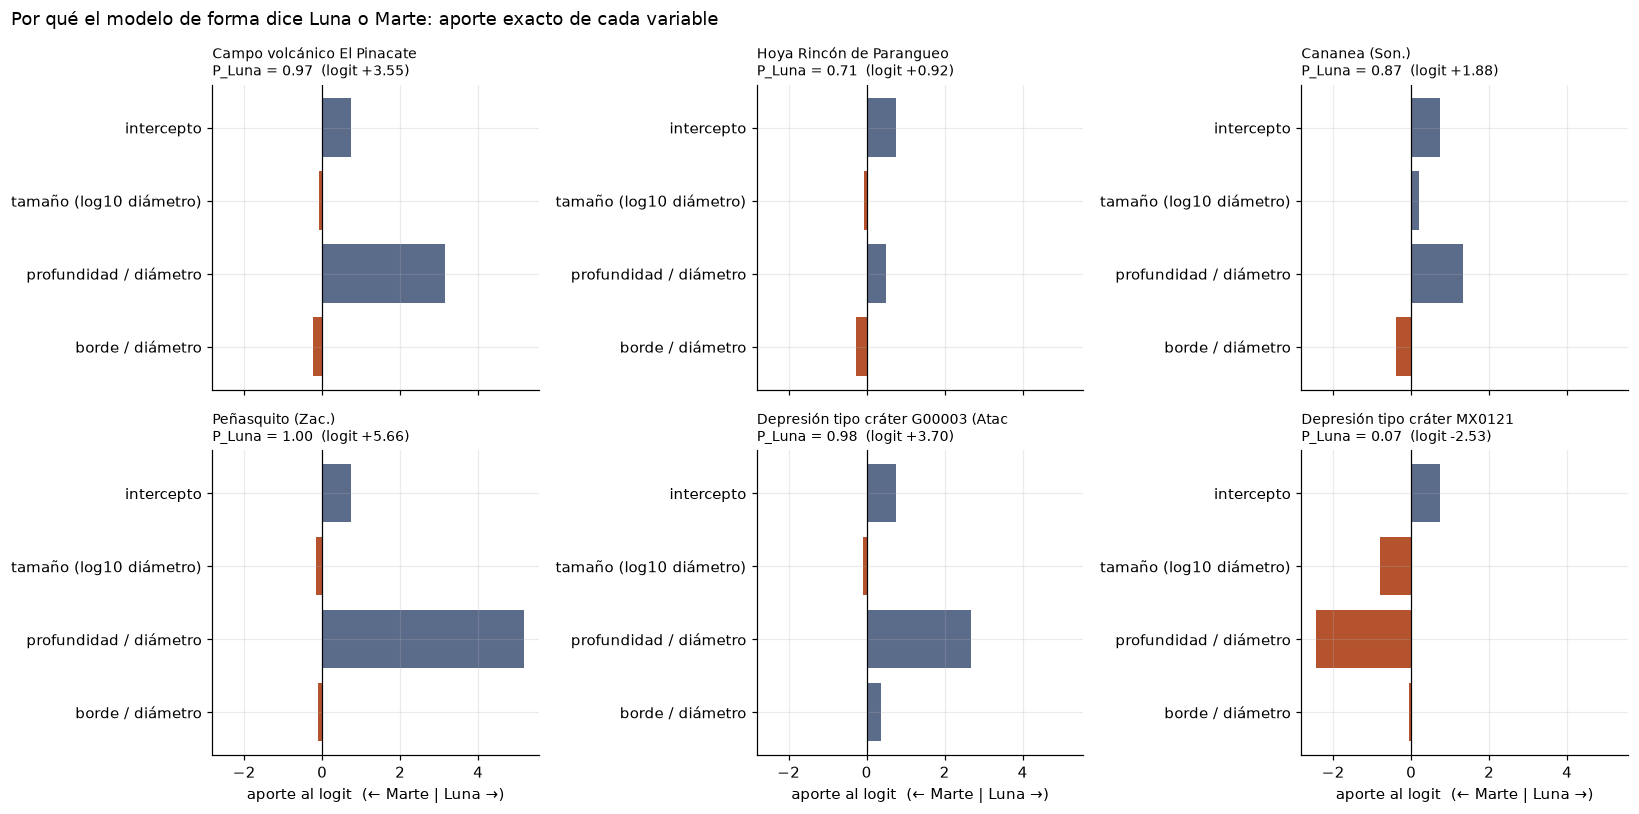 Por qué el modelo de forma dice Luna o Marte: aporte exacto de cada variable
Campo volcánico El Pinacate
P_Luna = 0.97  (logit +3.55)
intercepto
tamaño (log10 diámetro)
profundidad / diámetro
borde / diámetro
Hoya Rincón de Parangueo
P_Luna = 0.71  (logit +0.92)
intercepto
tamaño (log10 diámetro)
profundidad / diámetro
borde / diámetro
Cananea (Son.)
P_Luna = 0.87  (logit +1.88)
intercepto
tamaño (log10 diámetro)
profundidad / diámetro
borde / diámetro
Peñasquito (Zac.)
P_Luna = 1.00  (logit +5.66)
intercepto
tamaño (log10 diámetro)
profundidad / diámetro
borde / diámetro
−2 0 2 4
aporte al logit  (← Marte | Luna →)
Depresión tipo cráter G00003 (Atac
P_Luna = 0.98  (logit +3.70)
intercepto
tamaño (log10 diámetro)
profundidad / diámetro
borde / diámetro
−2 0 2 4
aporte al logit  (← Marte | Luna →)
Depresión tipo cráter MX0121
P_Luna = 0.07  (logit -2.53)
intercepto
tamaño (log10 diámetro)
profundidad / diámetro
borde / diámetro
−2 0 2 4
aporte al logit  (← Marte | Luna →)